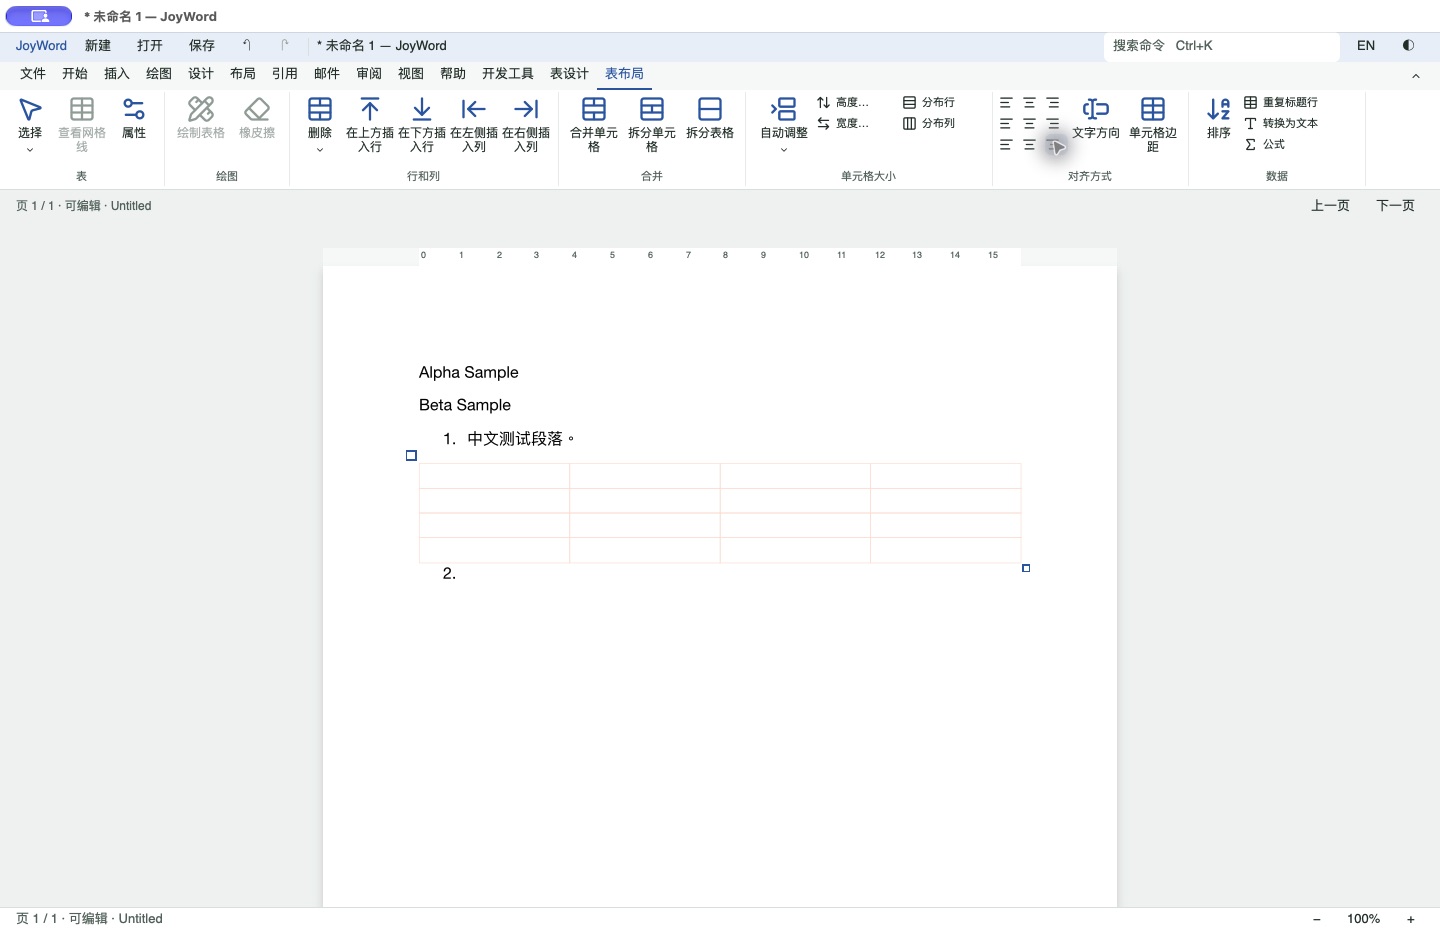 * 未命名 1 — JoyWord
JoyWord 新建 打开 保存 * 未命名 1 — JoyWord 搜索命令 Ctrl+K EN
文件 开始 插入 绘图 设计 布局 引用 邮件 审阅 视图 帮助 开发工具 表设计 表布局
选择 查看网格线 属性
表
绘制表格 橡皮擦
绘图
删除 在上方插入行 在下方插入行 在左侧插入列 在右侧插入列
行和列
合并单元格 拆分单元格 拆分表格
合并
自动调整 高度... 分布行
宽度... 分布列
单元格大小
文字方向 单元格边距
对齐方式
排序 重复标题行
转换为文本
公式
数据
页 1 / 1 · 可编辑 · Untitled 上一页 下一页
0 1 2 3 4 5 6 7 8 9 10 11 12 13 14 15
Alpha Sample
Beta Sample
1. 中文测试段落。
2.
页 1 / 1 · 可编辑 · Untitled − 100% +